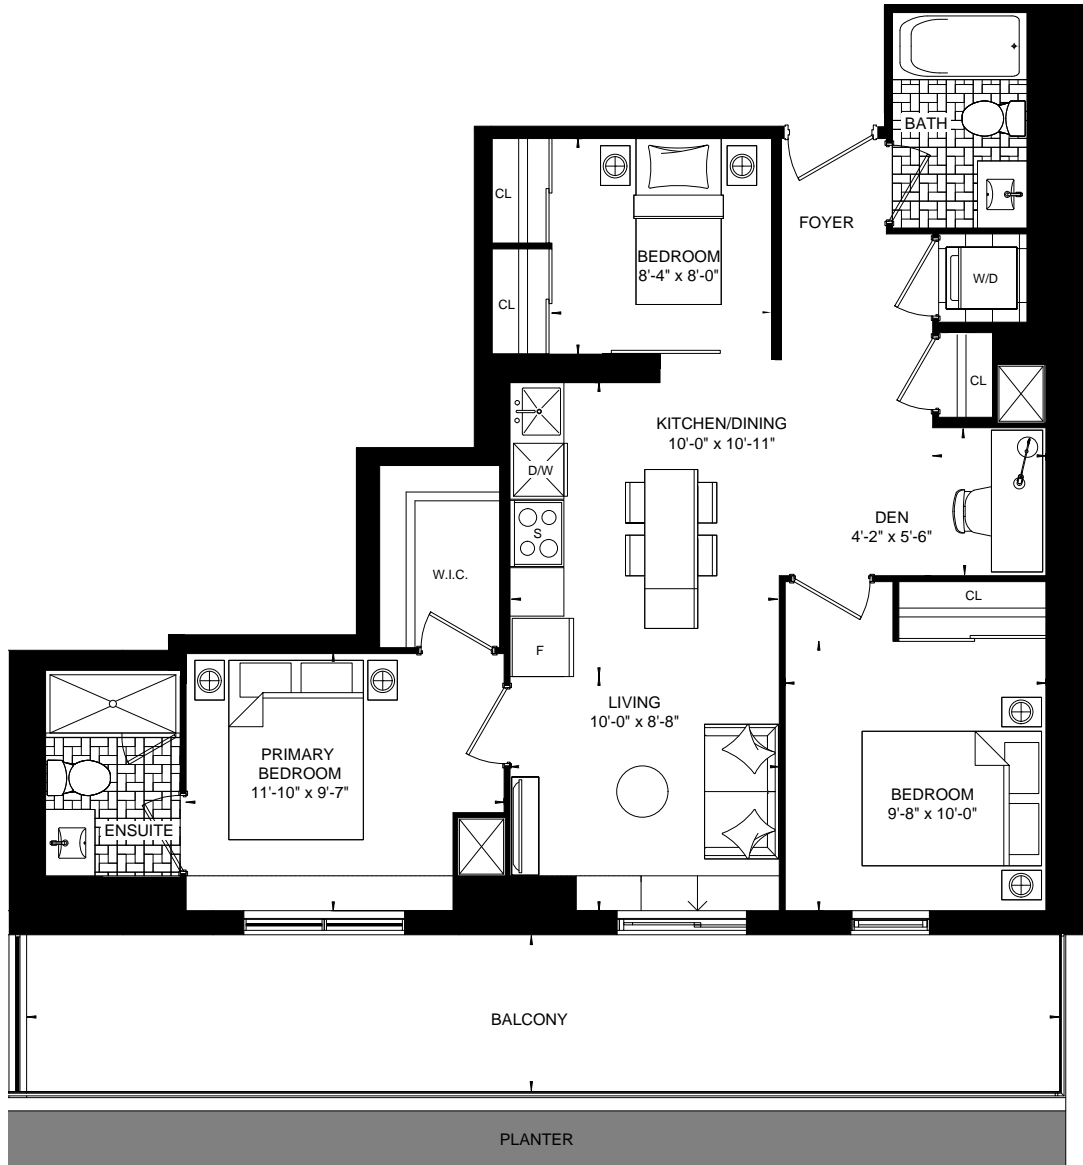 BATH
CL
FOYER
BEDROOM
8'-4" x 8'-0"
W/D
CL
CL
KITCHEN/DINING
10'-0" x 10'-11"
D/W
DEN
4'-2" x 5'-6"
S
W.I.C.
CL
F
LIVING
10'-0" x 8'-8"
PRIMARY
BEDROOM
11'-10" x 9'-7"
BEDROOM
9'-8" x 10'-0"
ENSUITE
BALCONY
PLANTER